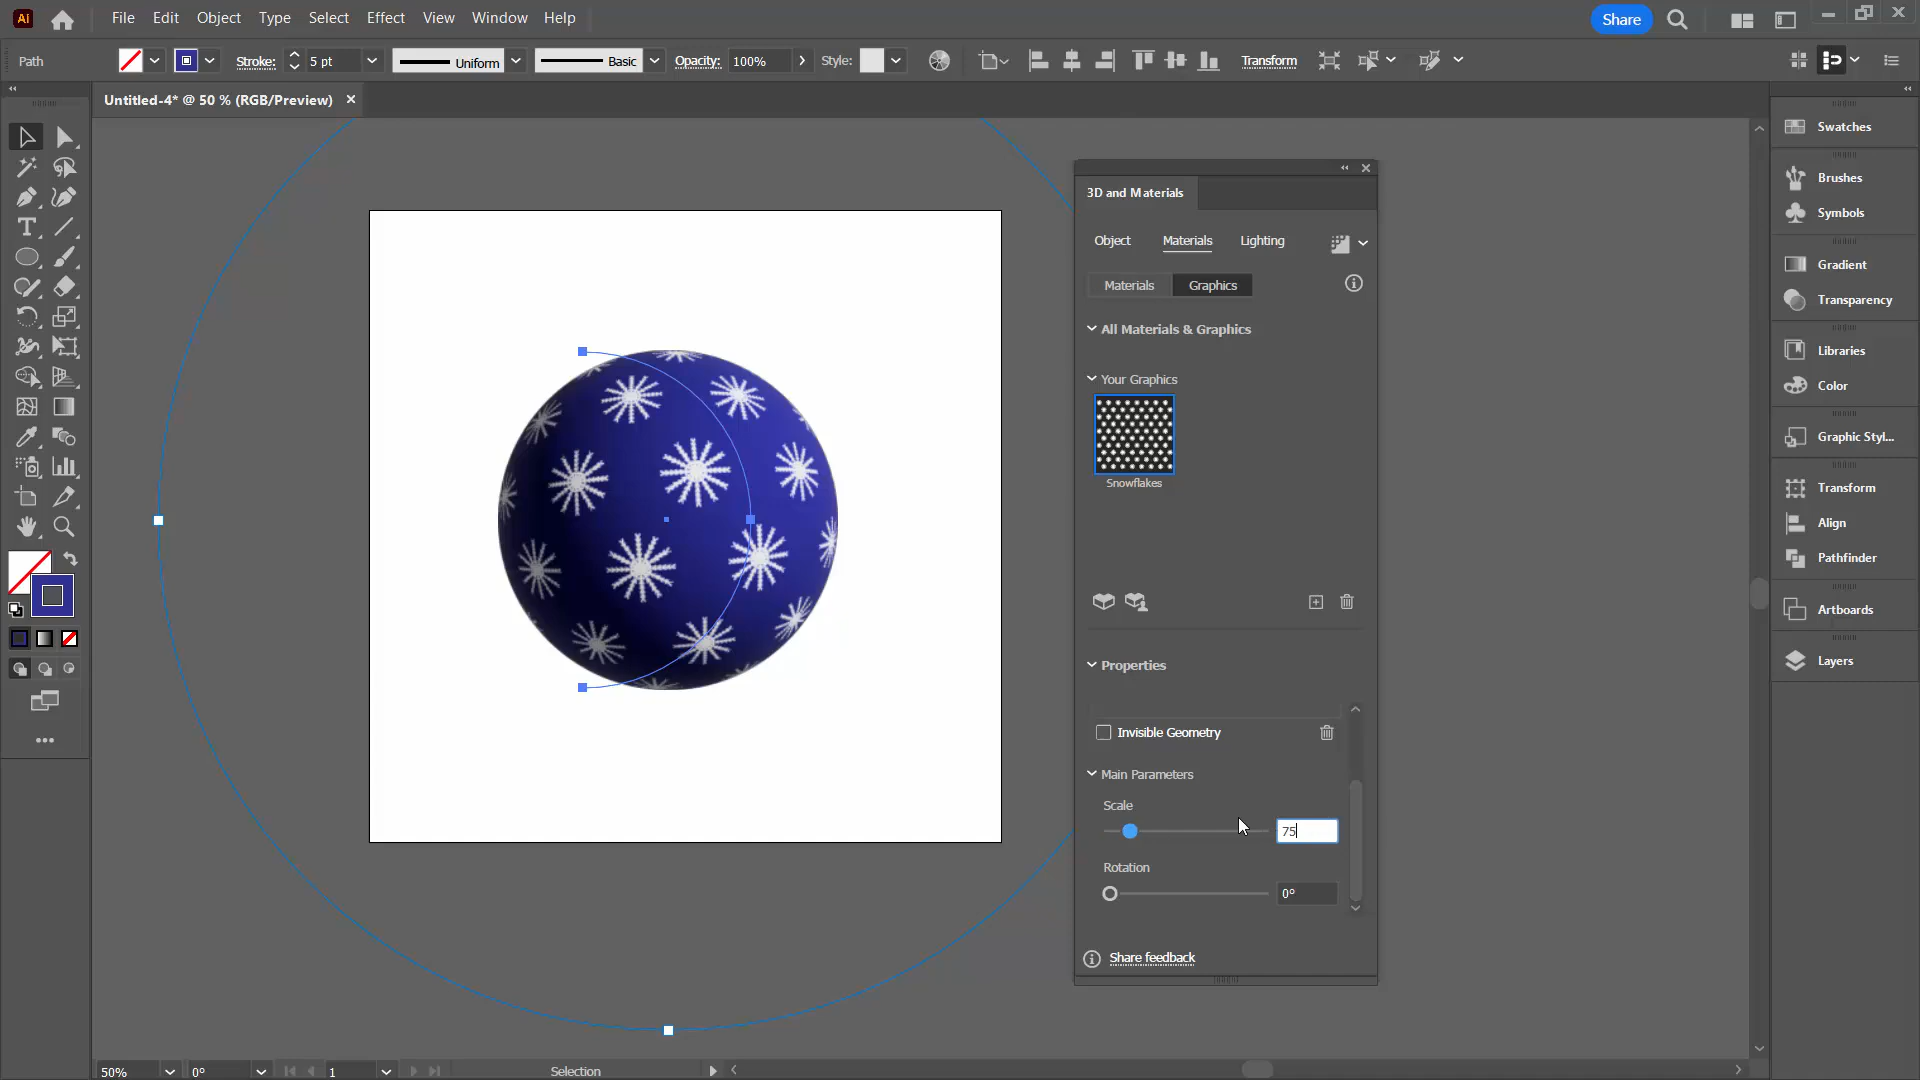 Ai File Edit Object Type Select Effect View Window Help Share
Path Stroke: 5 pt Uniform Basic Opacity: 100% Style: Transform
Untitled-4* @ 50 % (RGB/Preview)
3D and Materials
Object Materials Lighting
Materials Graphics
All Materials & Graphics
Your Graphics
Snowflakes
Properties
Invisible Geometry
Main Parameters
Scale
75
Rotation
0°
Share feedback
Swatches
Brushes
Symbols
Gradient
Transparency
Libraries
Color
Graphic Styl...
Transform
Align
Pathfinder
Artboards
Layers
50% 0° 1 Selection